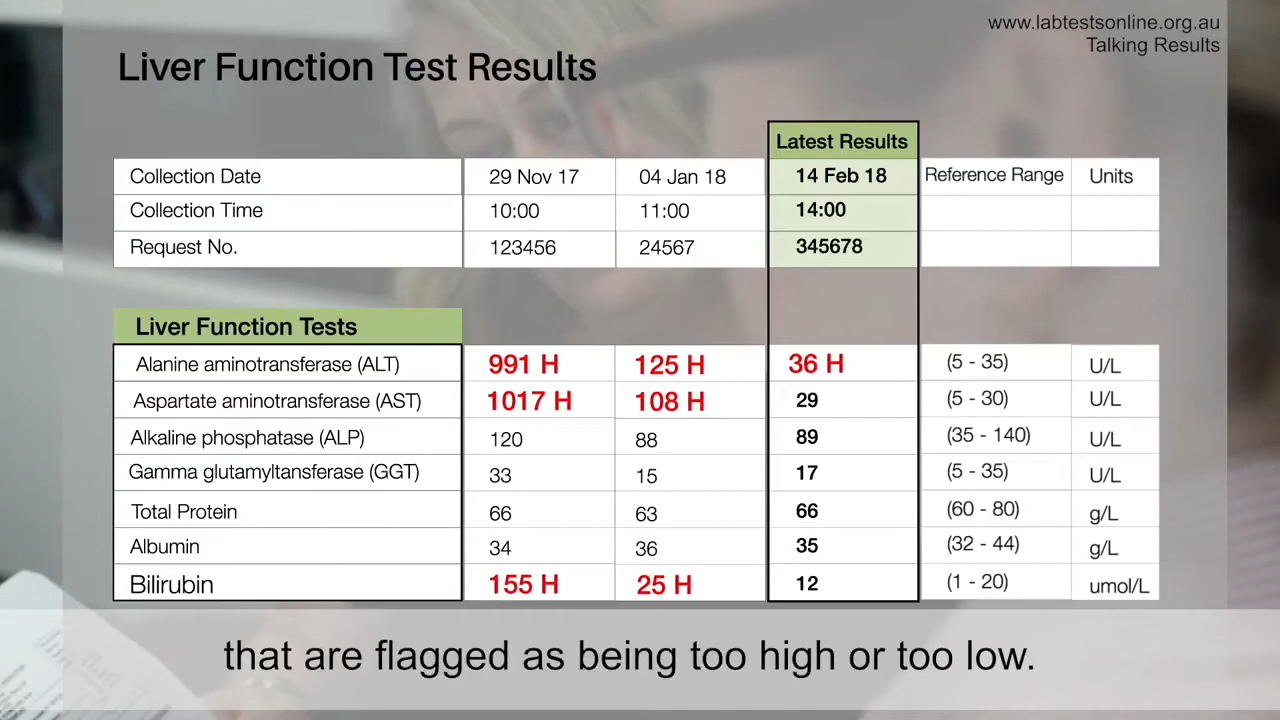 www.labtestsonline.org.au
Talking Results
Liver Function Test Results
Latest Results
Collection Date 29 Nov 17 04 Jan 18 14 Feb 18 Reference Range Units
Collection Time 10:00 11:00 14:00
Request No. 123456 24567 345678
Liver Function Tests
Alanine aminotransferase (ALT) 991 H 125 H 36 H (5 - 35) U/L
Aspartate aminotransferase (AST) 1017 H 108 H 29 (5 - 30) U/L
Alkaline phosphatase (ALP) 120 88 89 (35 - 140) U/L
Gamma glutamyltansferase (GGT) 33 15 17 (5 - 35) U/L
Total Protein 66 63 66 (60 - 80) g/L
Albumin 34 36 35 (32 - 44) g/L
Bilirubin 155 H 25 H 12 (1 - 20) umol/L
that are flagged as being too high or too low.